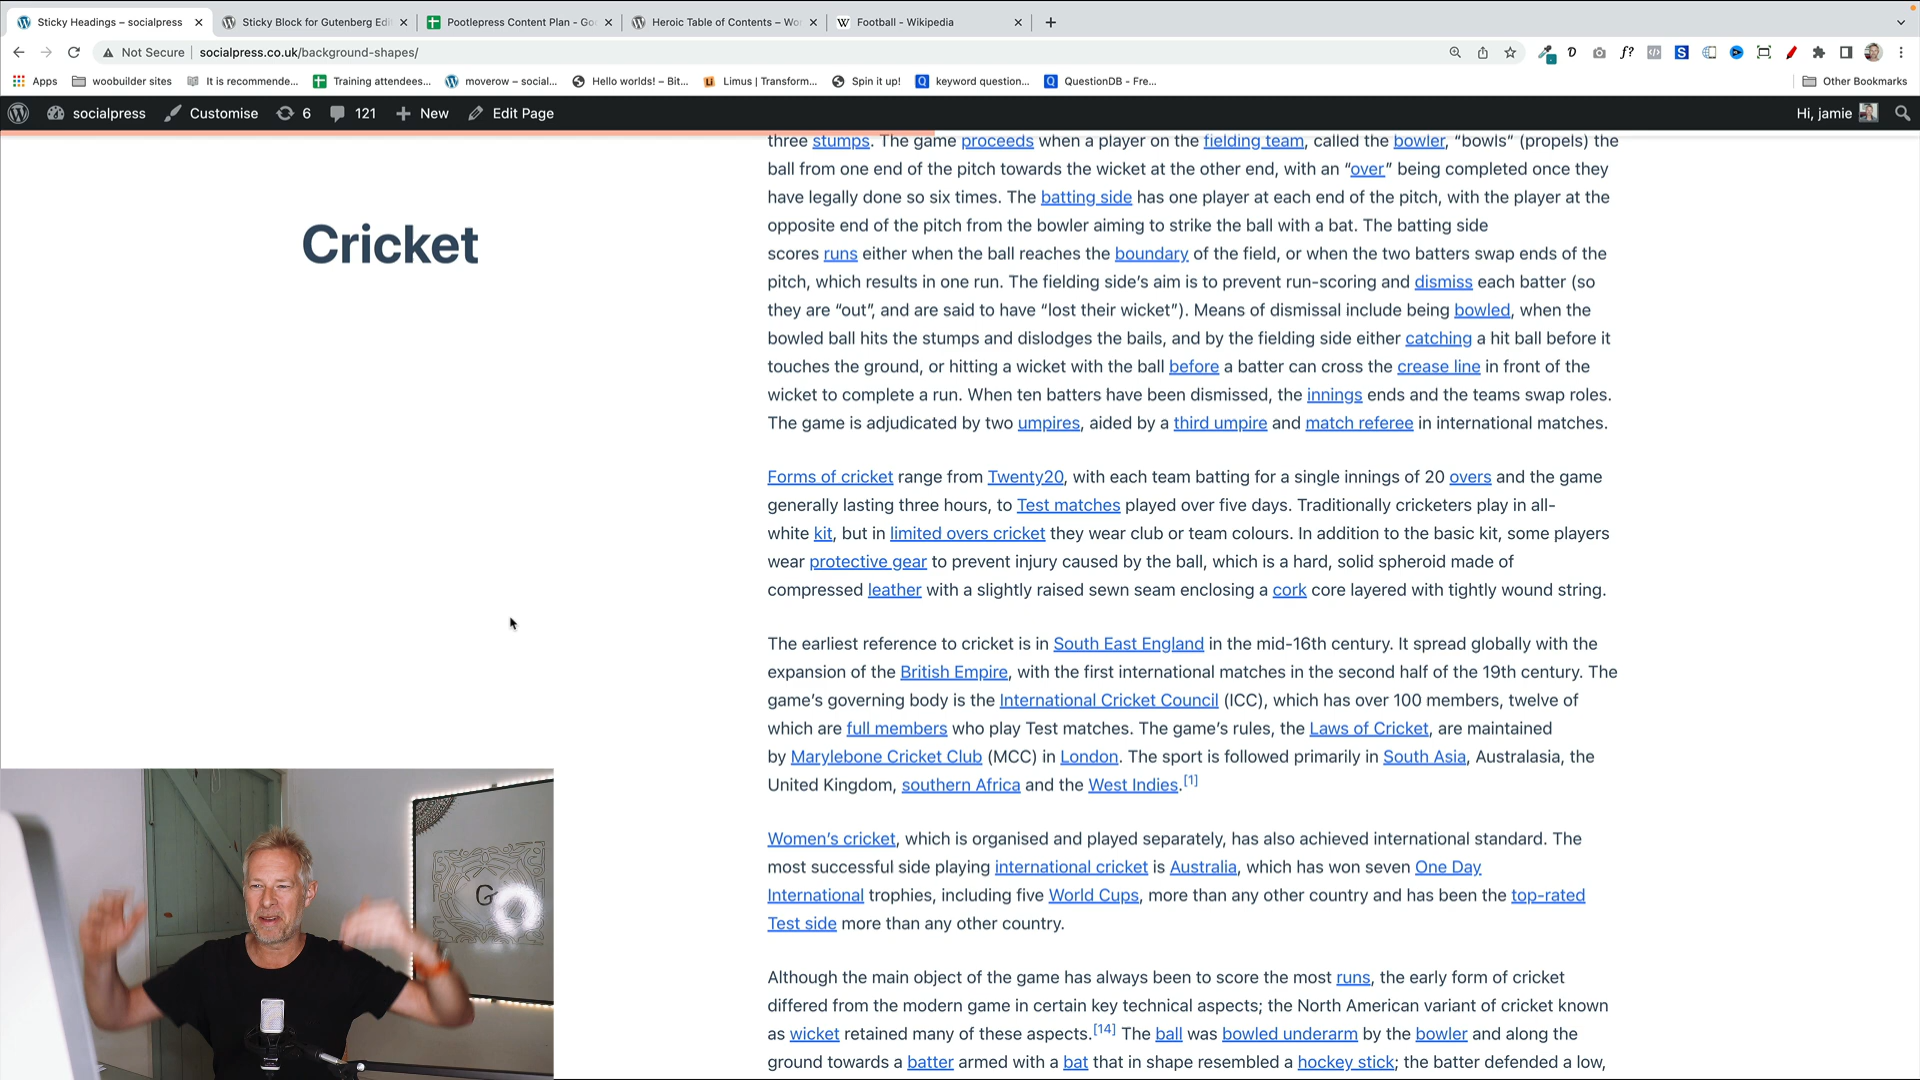 Sticky Headings – socialpress
Sticky Block for Gutenberg Edi
Pootlepress Content Plan - Go
Heroic Table of Contents – Wo
Football - Wikipedia
Not Secure
socialpress.co.uk/background-shapes/
Apps
woobuilder sites
It is recommende...
Training attendees...
moverow – social...
Hello worlds! – Bit...
Limus | Transform...
Spin it up!
keyword question...
QuestionDB - Fre...
Other Bookmarks
socialpress
Customise
6
121
New
Edit Page
Hi, jamie
Cricket
three stumps. The game proceeds when a player on the fielding team, called the bowler, “bowls” (propels) the
ball from one end of the pitch towards the wicket at the other end, with an “over” being completed once they
have legally done so six times. The batting side has one player at each end of the pitch, with the player at the
opposite end of the pitch from the bowler aiming to strike the ball with a bat. The batting side
scores runs either when the ball reaches the boundary of the field, or when the two batters swap ends of the
pitch, which results in one run. The fielding side’s aim is to prevent run-scoring and dismiss each batter (so
they are “out”, and are said to have “lost their wicket”). Means of dismissal include being bowled, when the
bowled ball hits the stumps and dislodges the bails, and by the fielding side either catching a hit ball before it
touches the ground, or hitting a wicket with the ball before a batter can cross the crease line in front of the
wicket to complete a run. When ten batters have been dismissed, the innings ends and the teams swap roles.
The game is adjudicated by two umpires, aided by a third umpire and match referee in international matches.
Forms of cricket range from Twenty20, with each team batting for a single innings of 20 overs and the game
generally lasting three hours, to Test matches played over five days. Traditionally cricketers play in all-
white kit, but in limited overs cricket they wear club or team colours. In addition to the basic kit, some players
wear protective gear to prevent injury caused by the ball, which is a hard, solid spheroid made of
compressed leather with a slightly raised sewn seam enclosing a cork core layered with tightly wound string.
The earliest reference to cricket is in South East England in the mid-16th century. It spread globally with the
expansion of the British Empire, with the first international matches in the second half of the 19th century. The
game’s governing body is the International Cricket Council (ICC), which has over 100 members, twelve of
which are full members who play Test matches. The game’s rules, the Laws of Cricket, are maintained
by Marylebone Cricket Club (MCC) in London. The sport is followed primarily in South Asia, Australasia, the
United Kingdom, southern Africa and the West Indies.[1]
Women’s cricket, which is organised and played separately, has also achieved international standard. The
most successful side playing international cricket is Australia, which has won seven One Day
International trophies, including five World Cups, more than any other country and has been the top-rated
Test side more than any other country.
Although the main object of the game has always been to score the most runs, the early form of cricket
differed from the modern game in certain key technical aspects; the North American variant of cricket known
as wicket retained many of these aspects.[14] The ball was bowled underarm by the bowler and along the
ground towards a batter armed with a bat that in shape resembled a hockey stick; the batter defended a low,
G